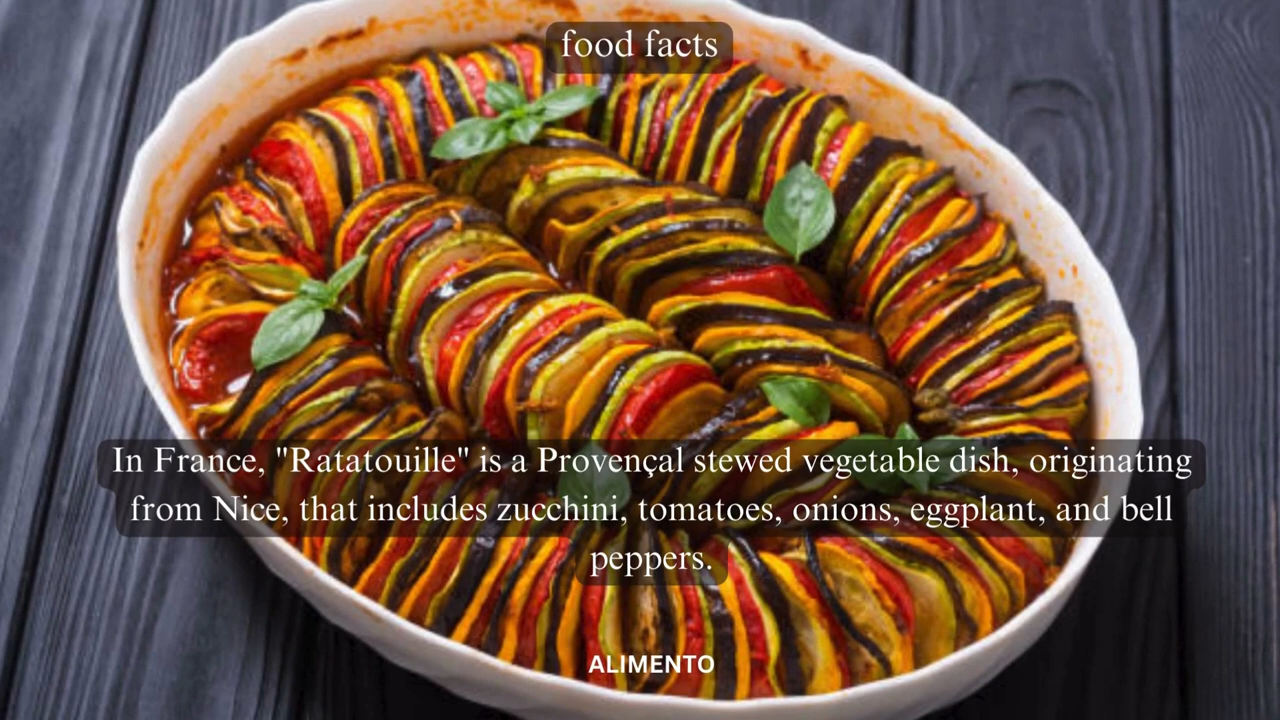 food facts
In France, "Ratatouille" is a Provençal stewed vegetable dish, originating
from Nice, that includes zucchini, tomatoes, onions, eggplant, and bell
peppers.
ALIMENTO